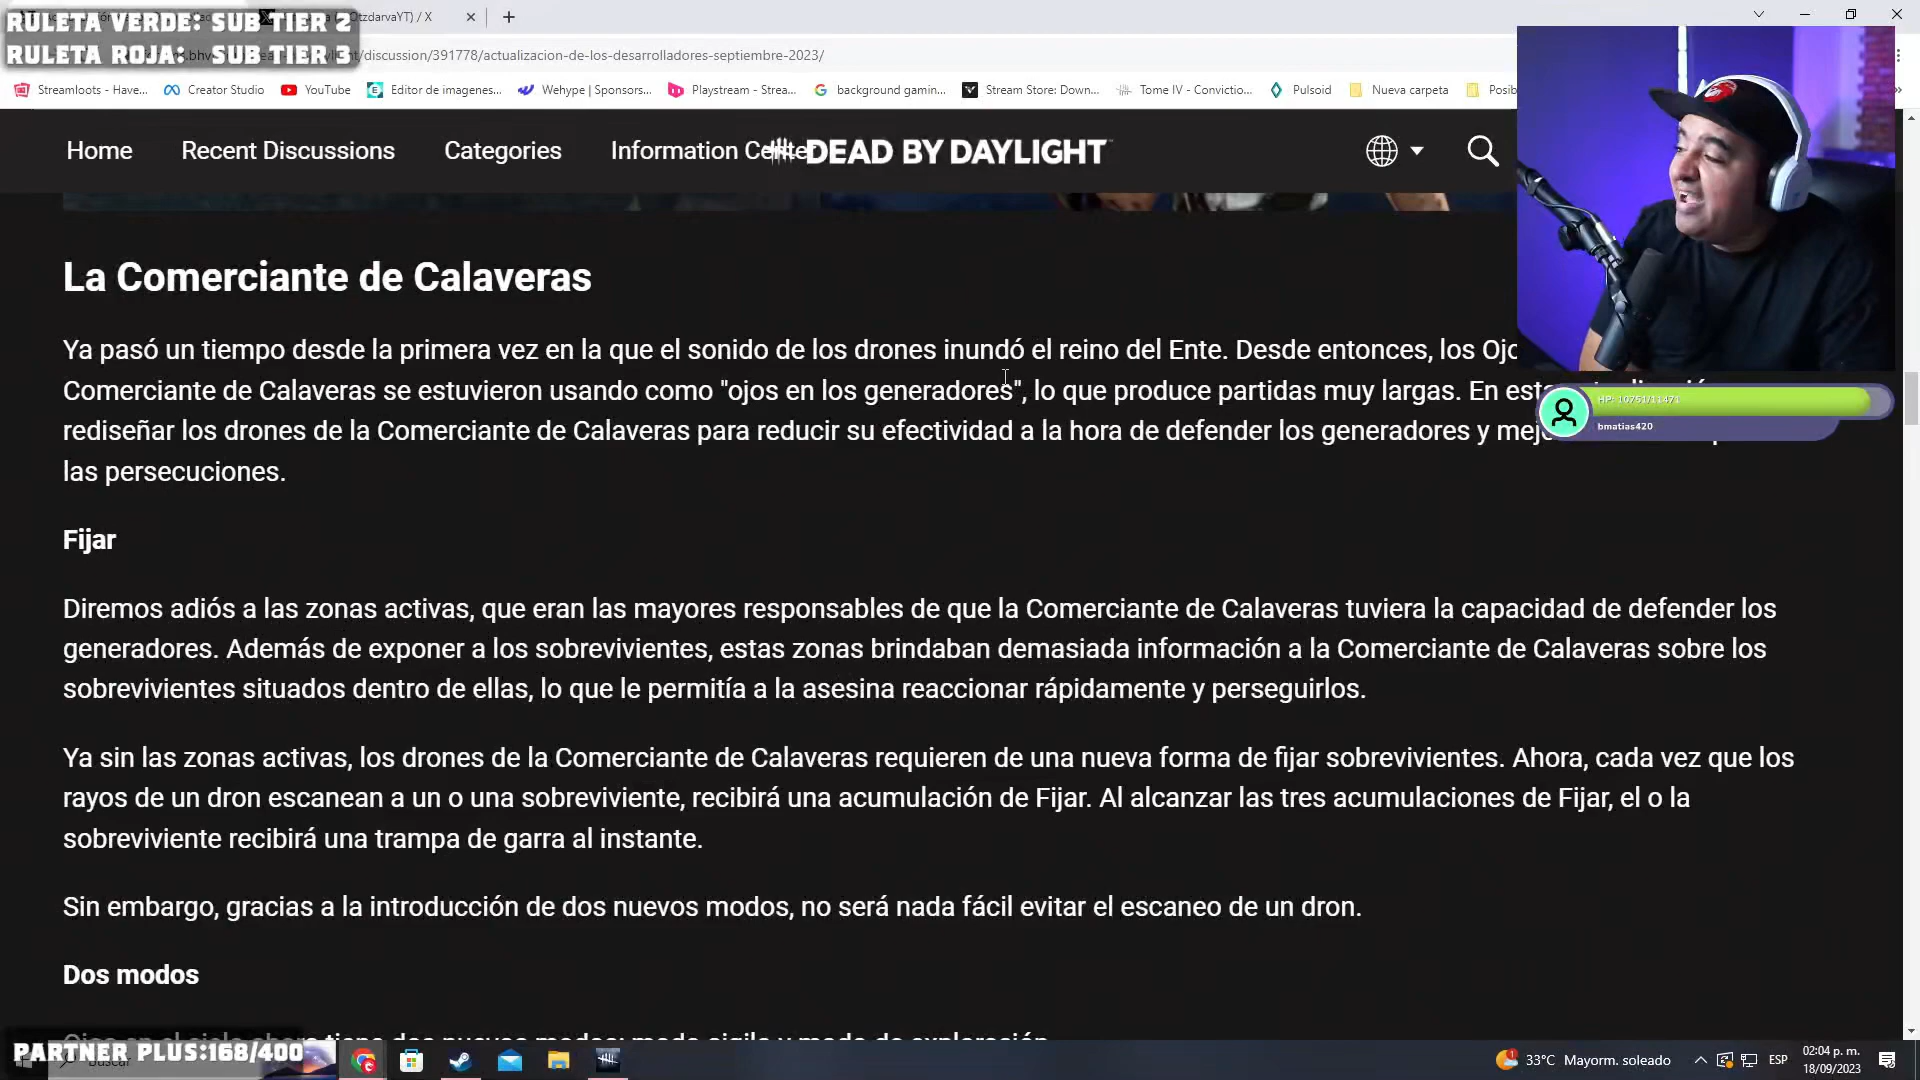 RULETA VERDE: SUB TIER 2
RULETA ROJA: SUB TIER 3
OtzdarvaYT) / X
/discussion/391778/actualizacion-de-los-desarrolladores-septiembre-2023/
Streamloots - Have...
Creator Studio
YouTube
Editor de imagenes...
Wehype | Sponsors...
Playstream - Strea...
background gamin...
Stream Store: Down...
Tome IV - Convictio...
Pulsoid
Nueva carpeta
Posib
Home
Recent Discussions
Categories
Information Center
DEAD BY DAYLIGHT
La Comerciante de Calaveras
Ya pasó un tiempo desde la primera vez en la que el sonido de los drones inundó el reino del Ente. Desde entonces, los Ojo
Comerciante de Calaveras se estuvieron usando como "ojos en los generadores", lo que produce partidas muy largas. En esta
rediseñar los drones de la Comerciante de Calaveras para reducir su efectividad a la hora de defender los generadores y mejo
las persecuciones.
HP: 10751/11471
bmatias420
Fijar
Diremos adiós a las zonas activas, que eran las mayores responsables de que la Comerciante de Calaveras tuviera la capacidad de defender los
generadores. Además de exponer a los sobrevivientes, estas zonas brindaban demasiada información a la Comerciante de Calaveras sobre los
sobrevivientes situados dentro de ellas, lo que le permitía a la asesina reaccionar rápidamente y perseguirlos.
Ya sin las zonas activas, los drones de la Comerciante de Calaveras requieren de una nueva forma de fijar sobrevivientes. Ahora, cada vez que los
rayos de un dron escanean a un o una sobreviviente, recibirá una acumulación de Fijar. Al alcanzar las tres acumulaciones de Fijar, el o la
sobreviviente recibirá una trampa de garra al instante.
Sin embargo, gracias a la introducción de dos nuevos modos, no será nada fácil evitar el escaneo de un dron.
Dos modos
PARTNER PLUS:168/400
Buscar
33°C Mayorm. soleado
ESP
02:04 p. m.
18/09/2023